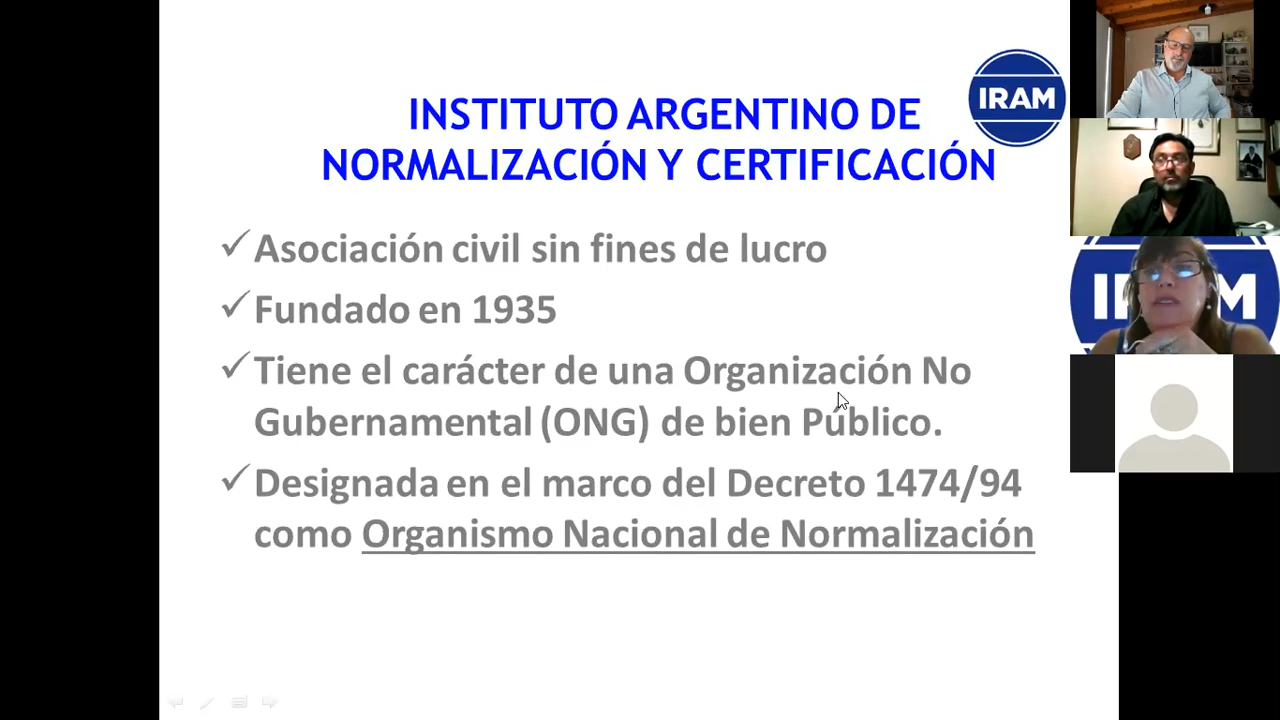 INSTITUTO ARGENTINO DE
NORMALIZACIÓN Y CERTIFICACIÓN
IRAM
✓ Asociación civil sin fines de lucro
✓ Fundado en 1935
✓ Tiene el carácter de una Organización No
Gubernamental (ONG) de bien Público.
✓ Designada en el marco del Decreto 1474/94
como Organismo Nacional de Normalización